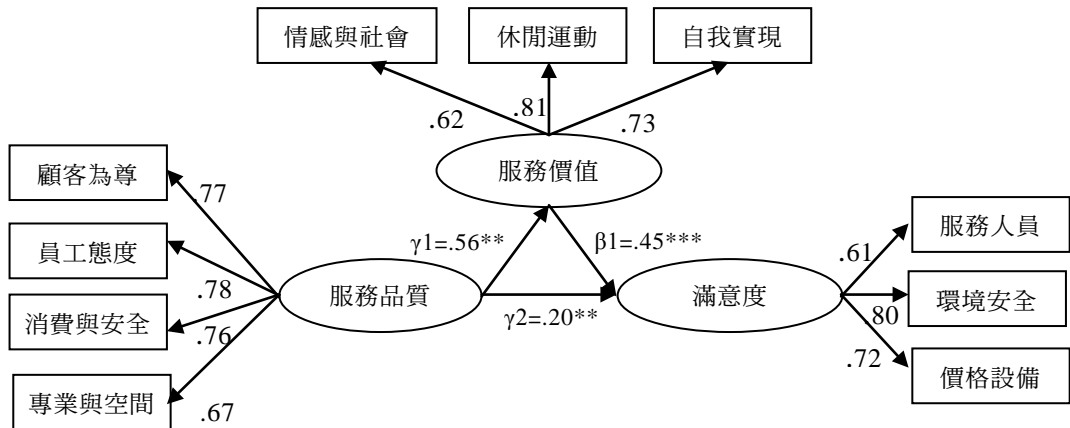 情感與社會
休閒運動
自我實現
.62
.81
.73
服務價值
顧客為尊
員工態度
消費與安全
專業與空間
.77
.78
.76
.67
服務品質
γ1=.56**
β1=.45***
γ2=.20**
滿意度
.61
.80
.72
服務人員
環境安全
價格設備